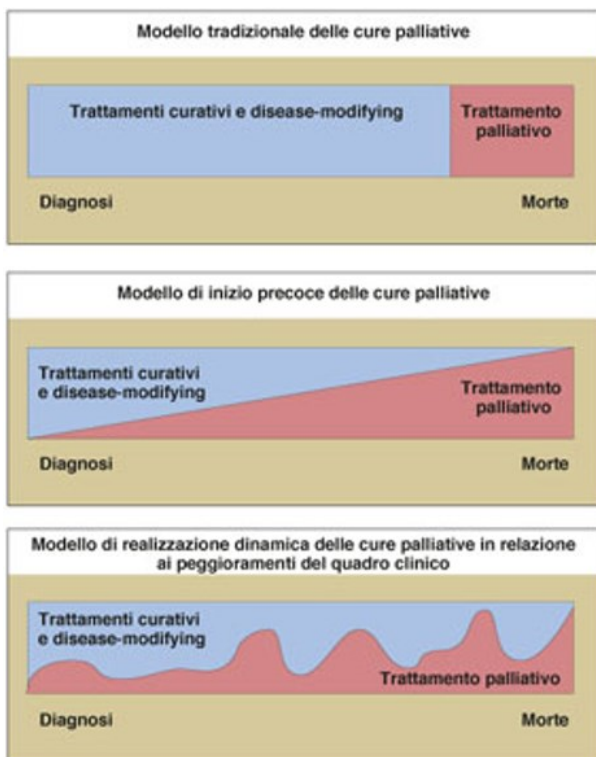 Modello tradizionale delle cure palliative
Trattamenti curativi e disease-modifying
Trattamento
palliativo
Diagnosi
Morte
Modello di inizio precoce delle cure palliative
Trattamenti curativi
e disease-modifying
Trattamento
palliativo
Diagnosi
Morte
Modello di realizzazione dinamica delle cure palliative in relazione
ai peggioramenti del quadro clinico
Trattamenti curativi
e disease-modifying
Trattamento palliativo
Diagnosi
Morte